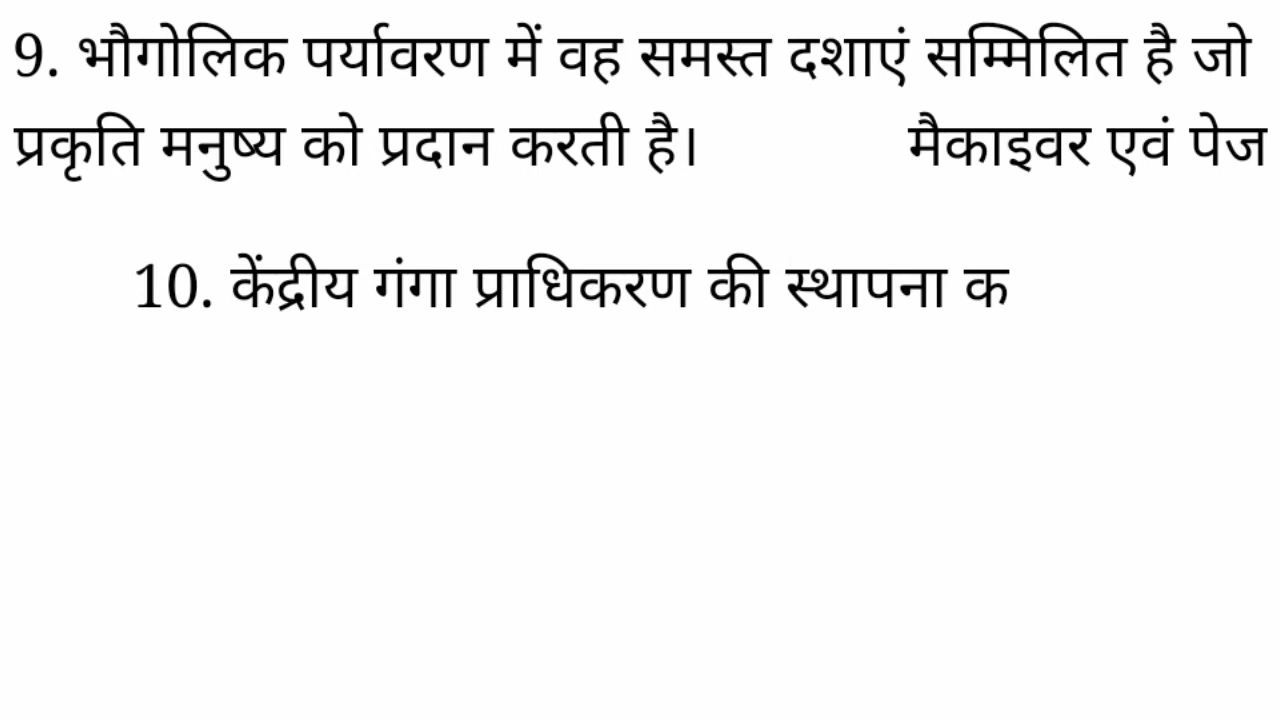 9. भौगोलिक पर्यावरण में वह समस्त दशाएं सम्मिलित है जो
प्रकृति मनुष्य को प्रदान करती है। मैकाइवर एवं पेज
10. केंद्रीय गंगा प्राधिकरण की स्थापना क